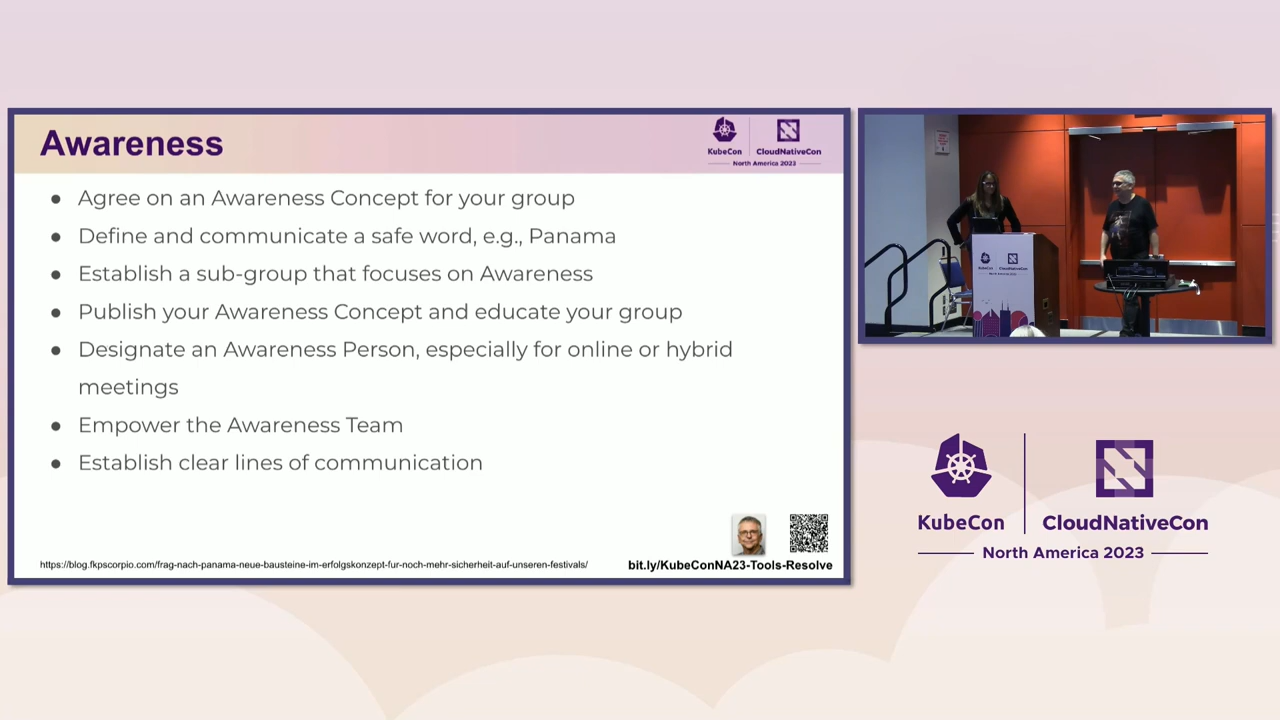 Awareness
KubeCon
CloudNativeCon
North America 2023
● Agree on an Awareness Concept for your group
● Define and communicate a safe word, e.g., Panama
● Establish a sub-group that focuses on Awareness
● Publish your Awareness Concept and educate your group
● Designate an Awareness Person, especially for online or hybrid
meetings
● Empower the Awareness Team
● Establish clear lines of communication
https://blog.fkpscorpio.com/frag-nach-panama-neue-bausteine-im-erfolgskonzept-fur-noch-mehr-sicherheit-auf-unseren-festivals/
bit.ly/KubeConNA23-Tools-Resolve
KubeCon
CloudNativeCon
KubeCon
CloudNativeCon
North America 2023